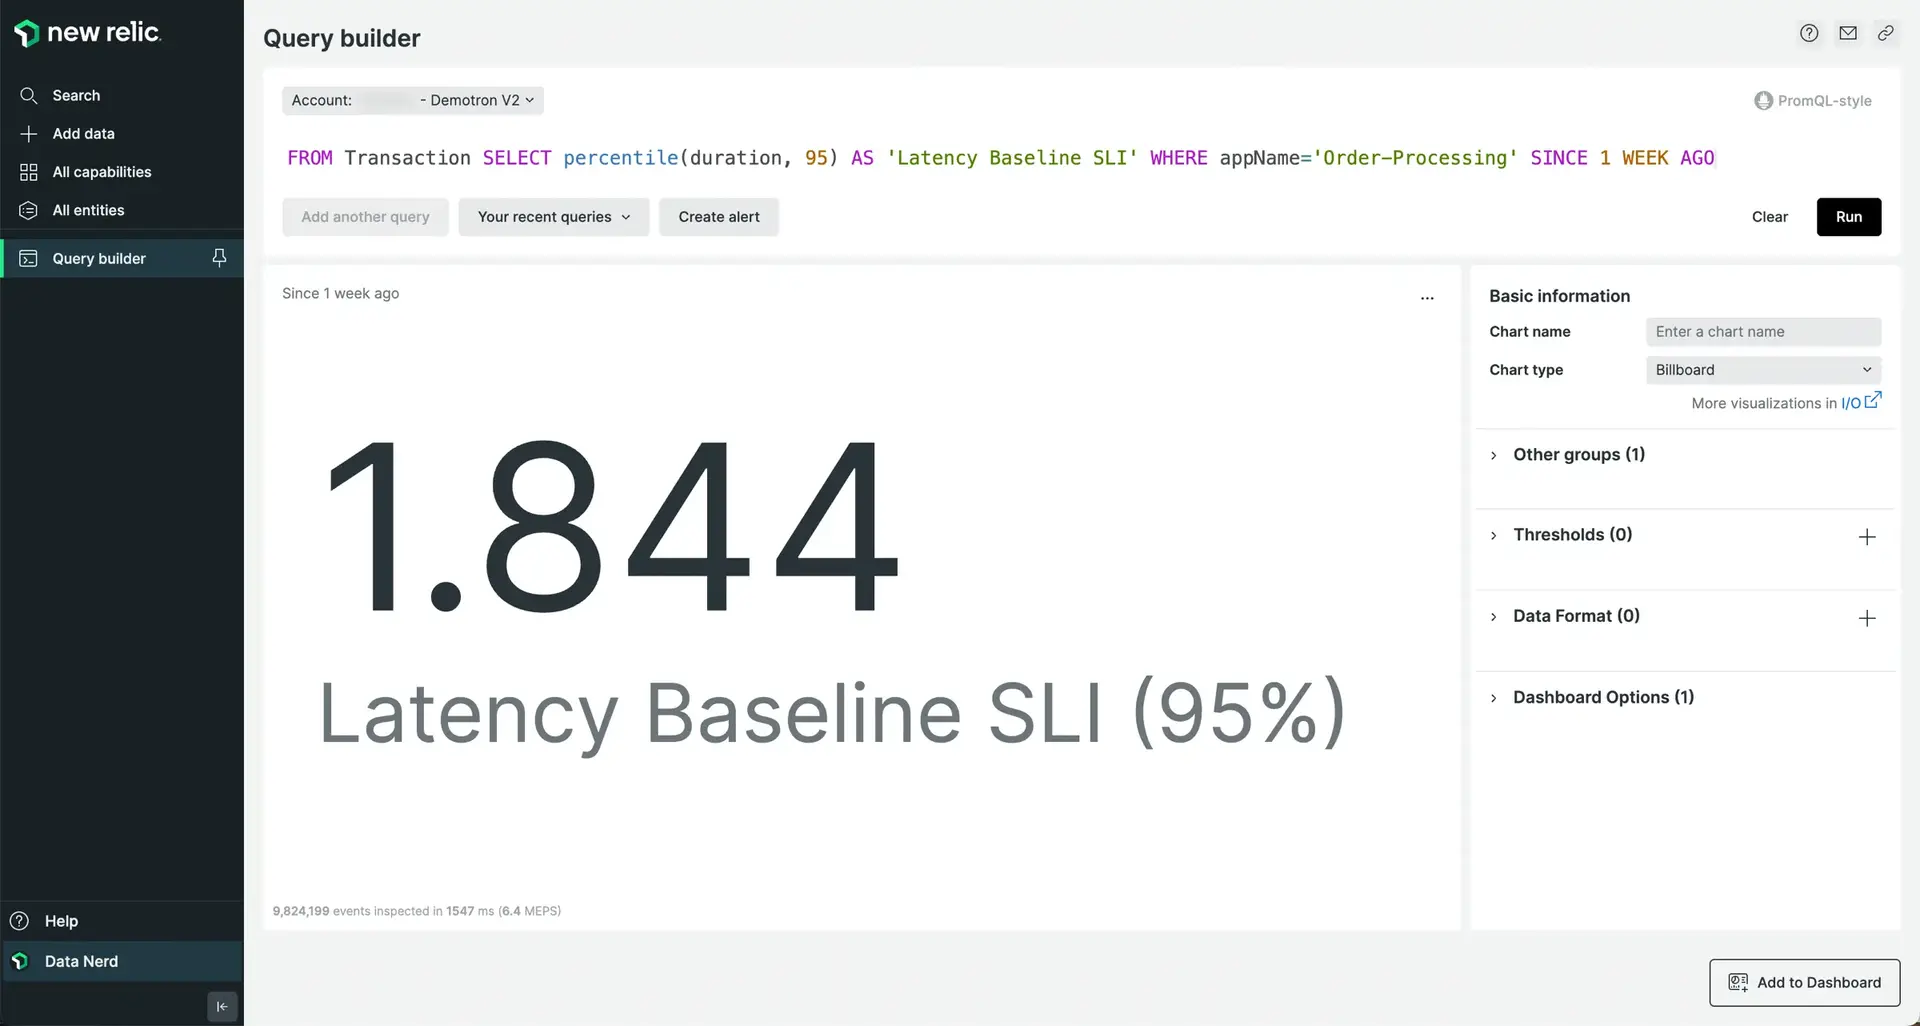 new relic.
Search
Add data
All capabilities
All entities
Query builder
Help
Data Nerd
Query builder
Account: - Demotron V2
PromQL-style
FROM Transaction SELECT percentile(duration, 95) AS 'Latency Baseline SLI' WHERE appName='Order-Processing' SINCE 1 WEEK AGO
Add another query
Your recent queries
Create alert
Clear
Run
Since 1 week ago
...
1.844
Latency Baseline SLI (95%)
9,824,199 events inspected in 1547 ms (6.4 MEPS)
Basic information
Chart name
Enter a chart name
Chart type
Billboard
More visualizations in I/O
Other groups (1)
Thresholds (0)
Data Format (0)
Dashboard Options (1)
Add to Dashboard